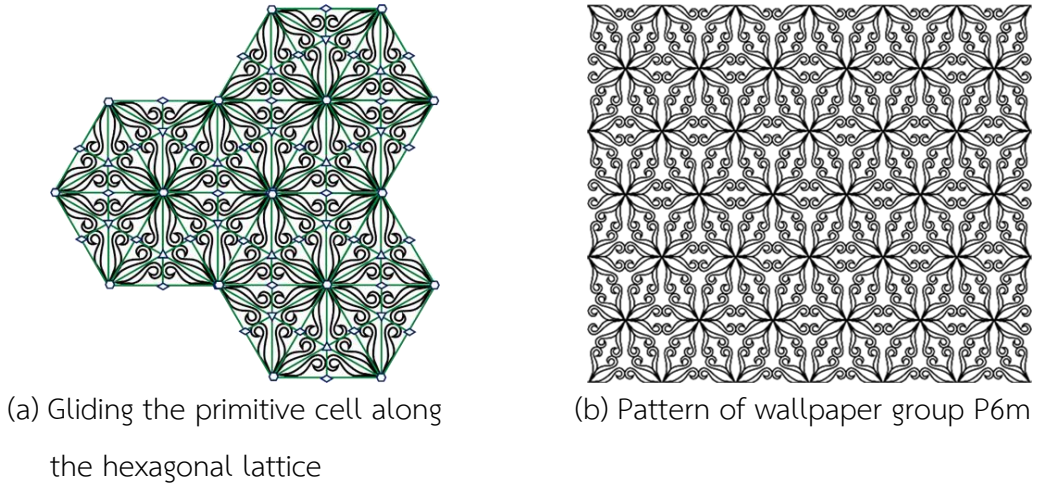 (a) Gliding the primitive cell along
the hexagonal lattice
(b) Pattern of wallpaper group P6m